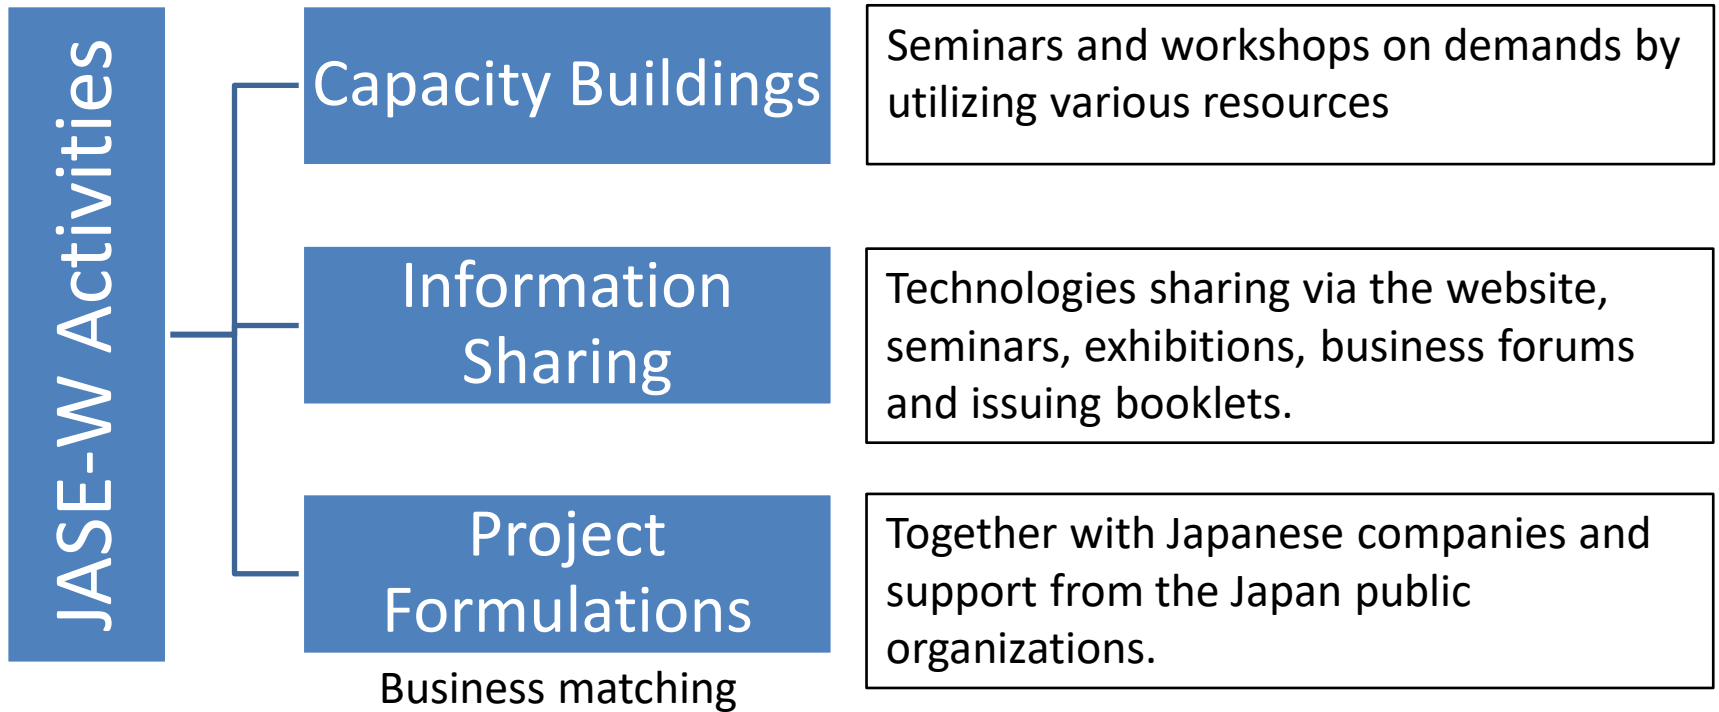 JASE-W Activities
Capacity Buildings
Seminars and workshops on demands by
utilizing various resources
Information
Sharing
Technologies sharing via the website,
seminars, exhibitions, business forums
and issuing booklets.
Project
Formulations
Business matching
Together with Japanese companies and
support from the Japan public
organizations.